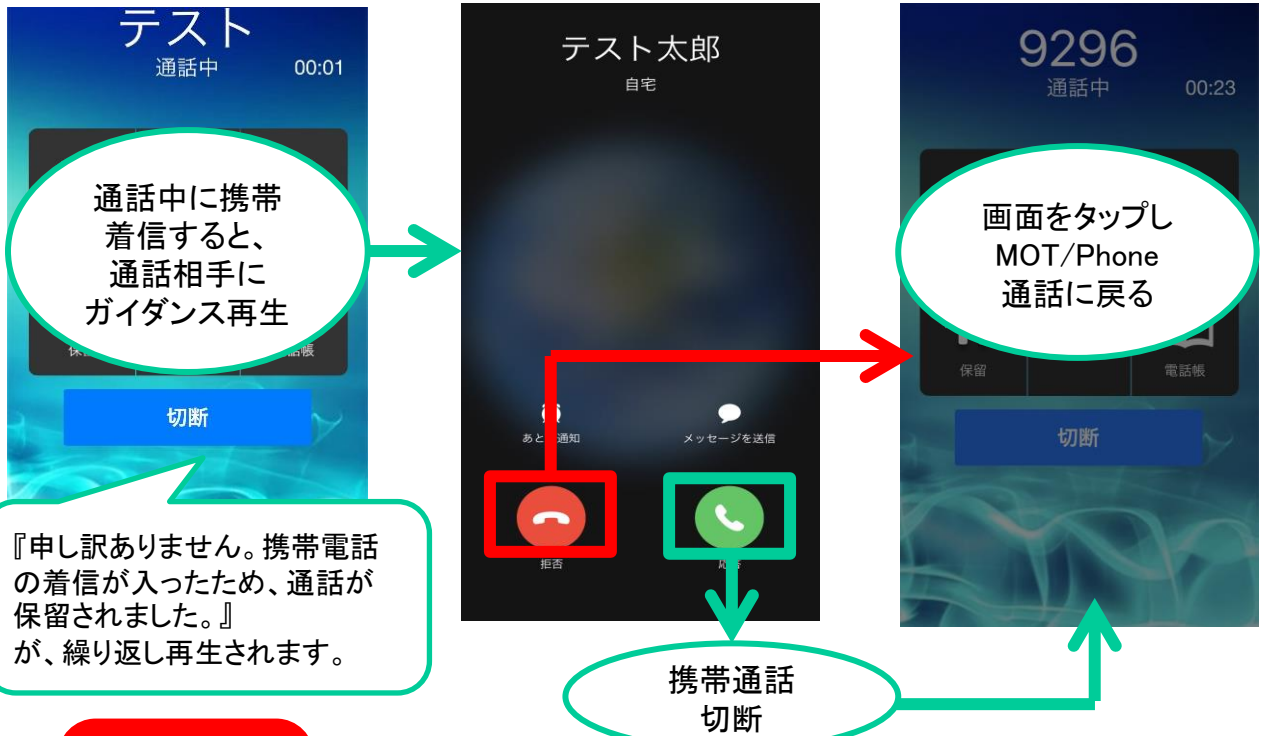 テスト
通話中 00:01
通話中に携帯
着信すると、
通話相手に
ガイダンス再生
切断
『申し訳ありません。携帯電話
の着信が入ったため、通話が
保留されました。』
が、繰り返し再生されます。
テスト太郎
自宅
メッセージを送信
拒否
携帯通話
切断
9296
通話中 00:23
画面をタップし
MOT/Phone
通話に戻る
保留
電話帳
切断